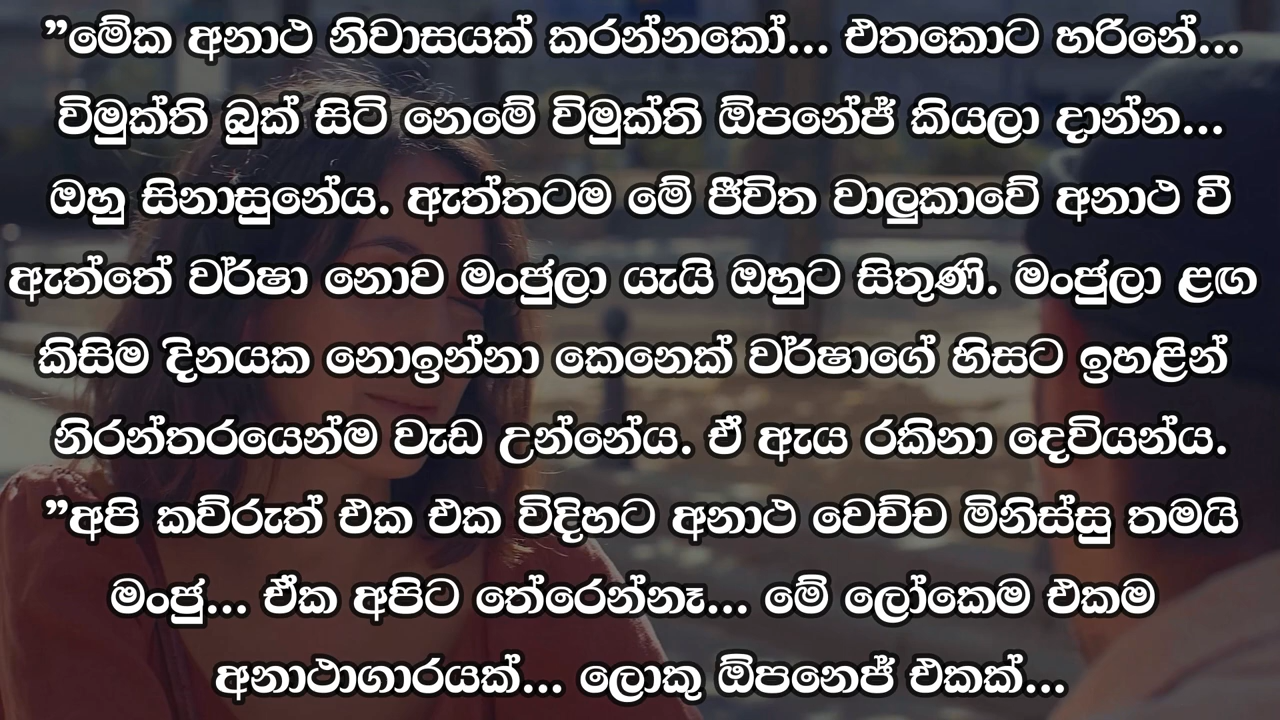 ”මේක අනාථ නිවාසයක් කරන්නකෝ... එතකොට හරිනේ...
විමුක්ති බුක් සිටි නෙමේ විමුක්ති ඕපනේජ් කියලා දාන්න...
ඔහු සිනාසුනේය. ඇත්තටම මේ ජීවිත වාලුකාවේ අනාථ වී
ඇත්තේ වර්ෂා නොව මංජුලා යැයි ඔහුට සිතුණි. මංජුලා ළඟ
කිසිම දිනයක නොඉන්නා කෙනෙක් වර්ෂාගේ හිසට ඉහළින්
නිරන්තරයෙන්ම වැඩ උන්නේය. ඒ ඇය රකිනා දෙවියන්ය.
”අපි කව්රුත් එක එක විදිහට අනාථ වෙච්ච මිනිස්සු තමයි
මංජු... ඒක අපිට තේරෙන්නෑ... මේ ලෝකෙම එකම
අනාථාගාරයක්... ලොකු ඕපනෙජ් එකක්...